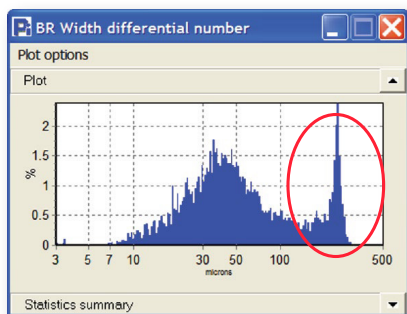 BR Width differential number
Plot options
Plot
%
2
1.5
1
0.5
0
3 5 7 10 30 50 100 500
microns
Statistics summary